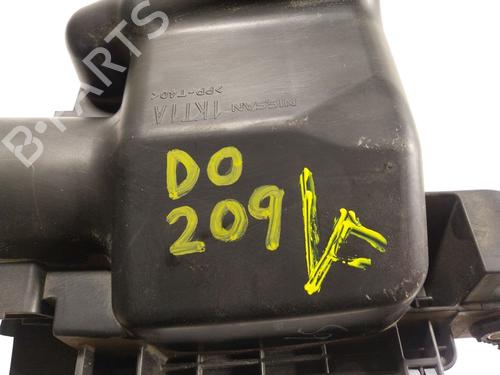 NISSAN
1KT1A
>PP-T40<
DO
209
B-PARTS